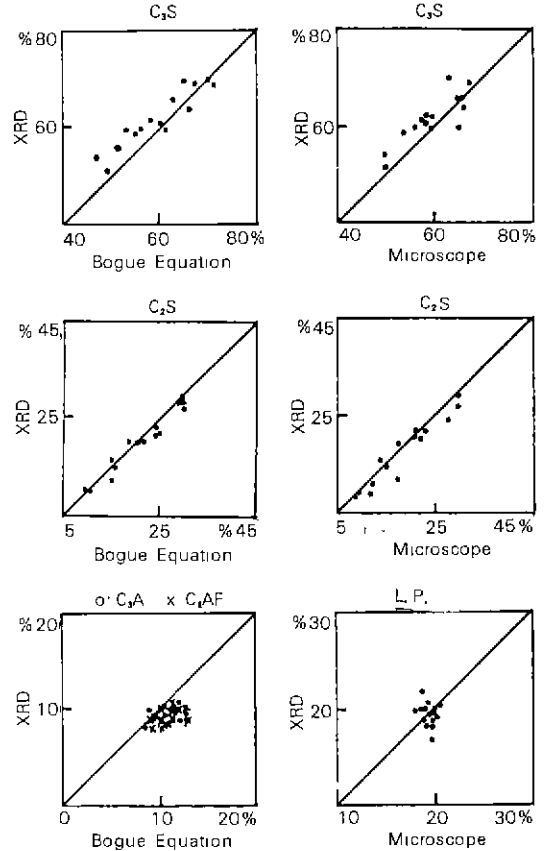 C₃S
% 80
60
XRD
40 60 80%
Bogue Equation
C₃S
% 80
60
XRD
40 60 80%
Microscope
C₂S
% 45
25
XRD
5 25 % 45
Bogue Equation
C₂S
% 45
25
XRD
5 25 45 %
Microscope
o· C₃A x C₄AF
% 20
10
XRD
0 10 20%
Bogue Equation
L.P.
% 30
20
XRD
10 20 30%
Microscope